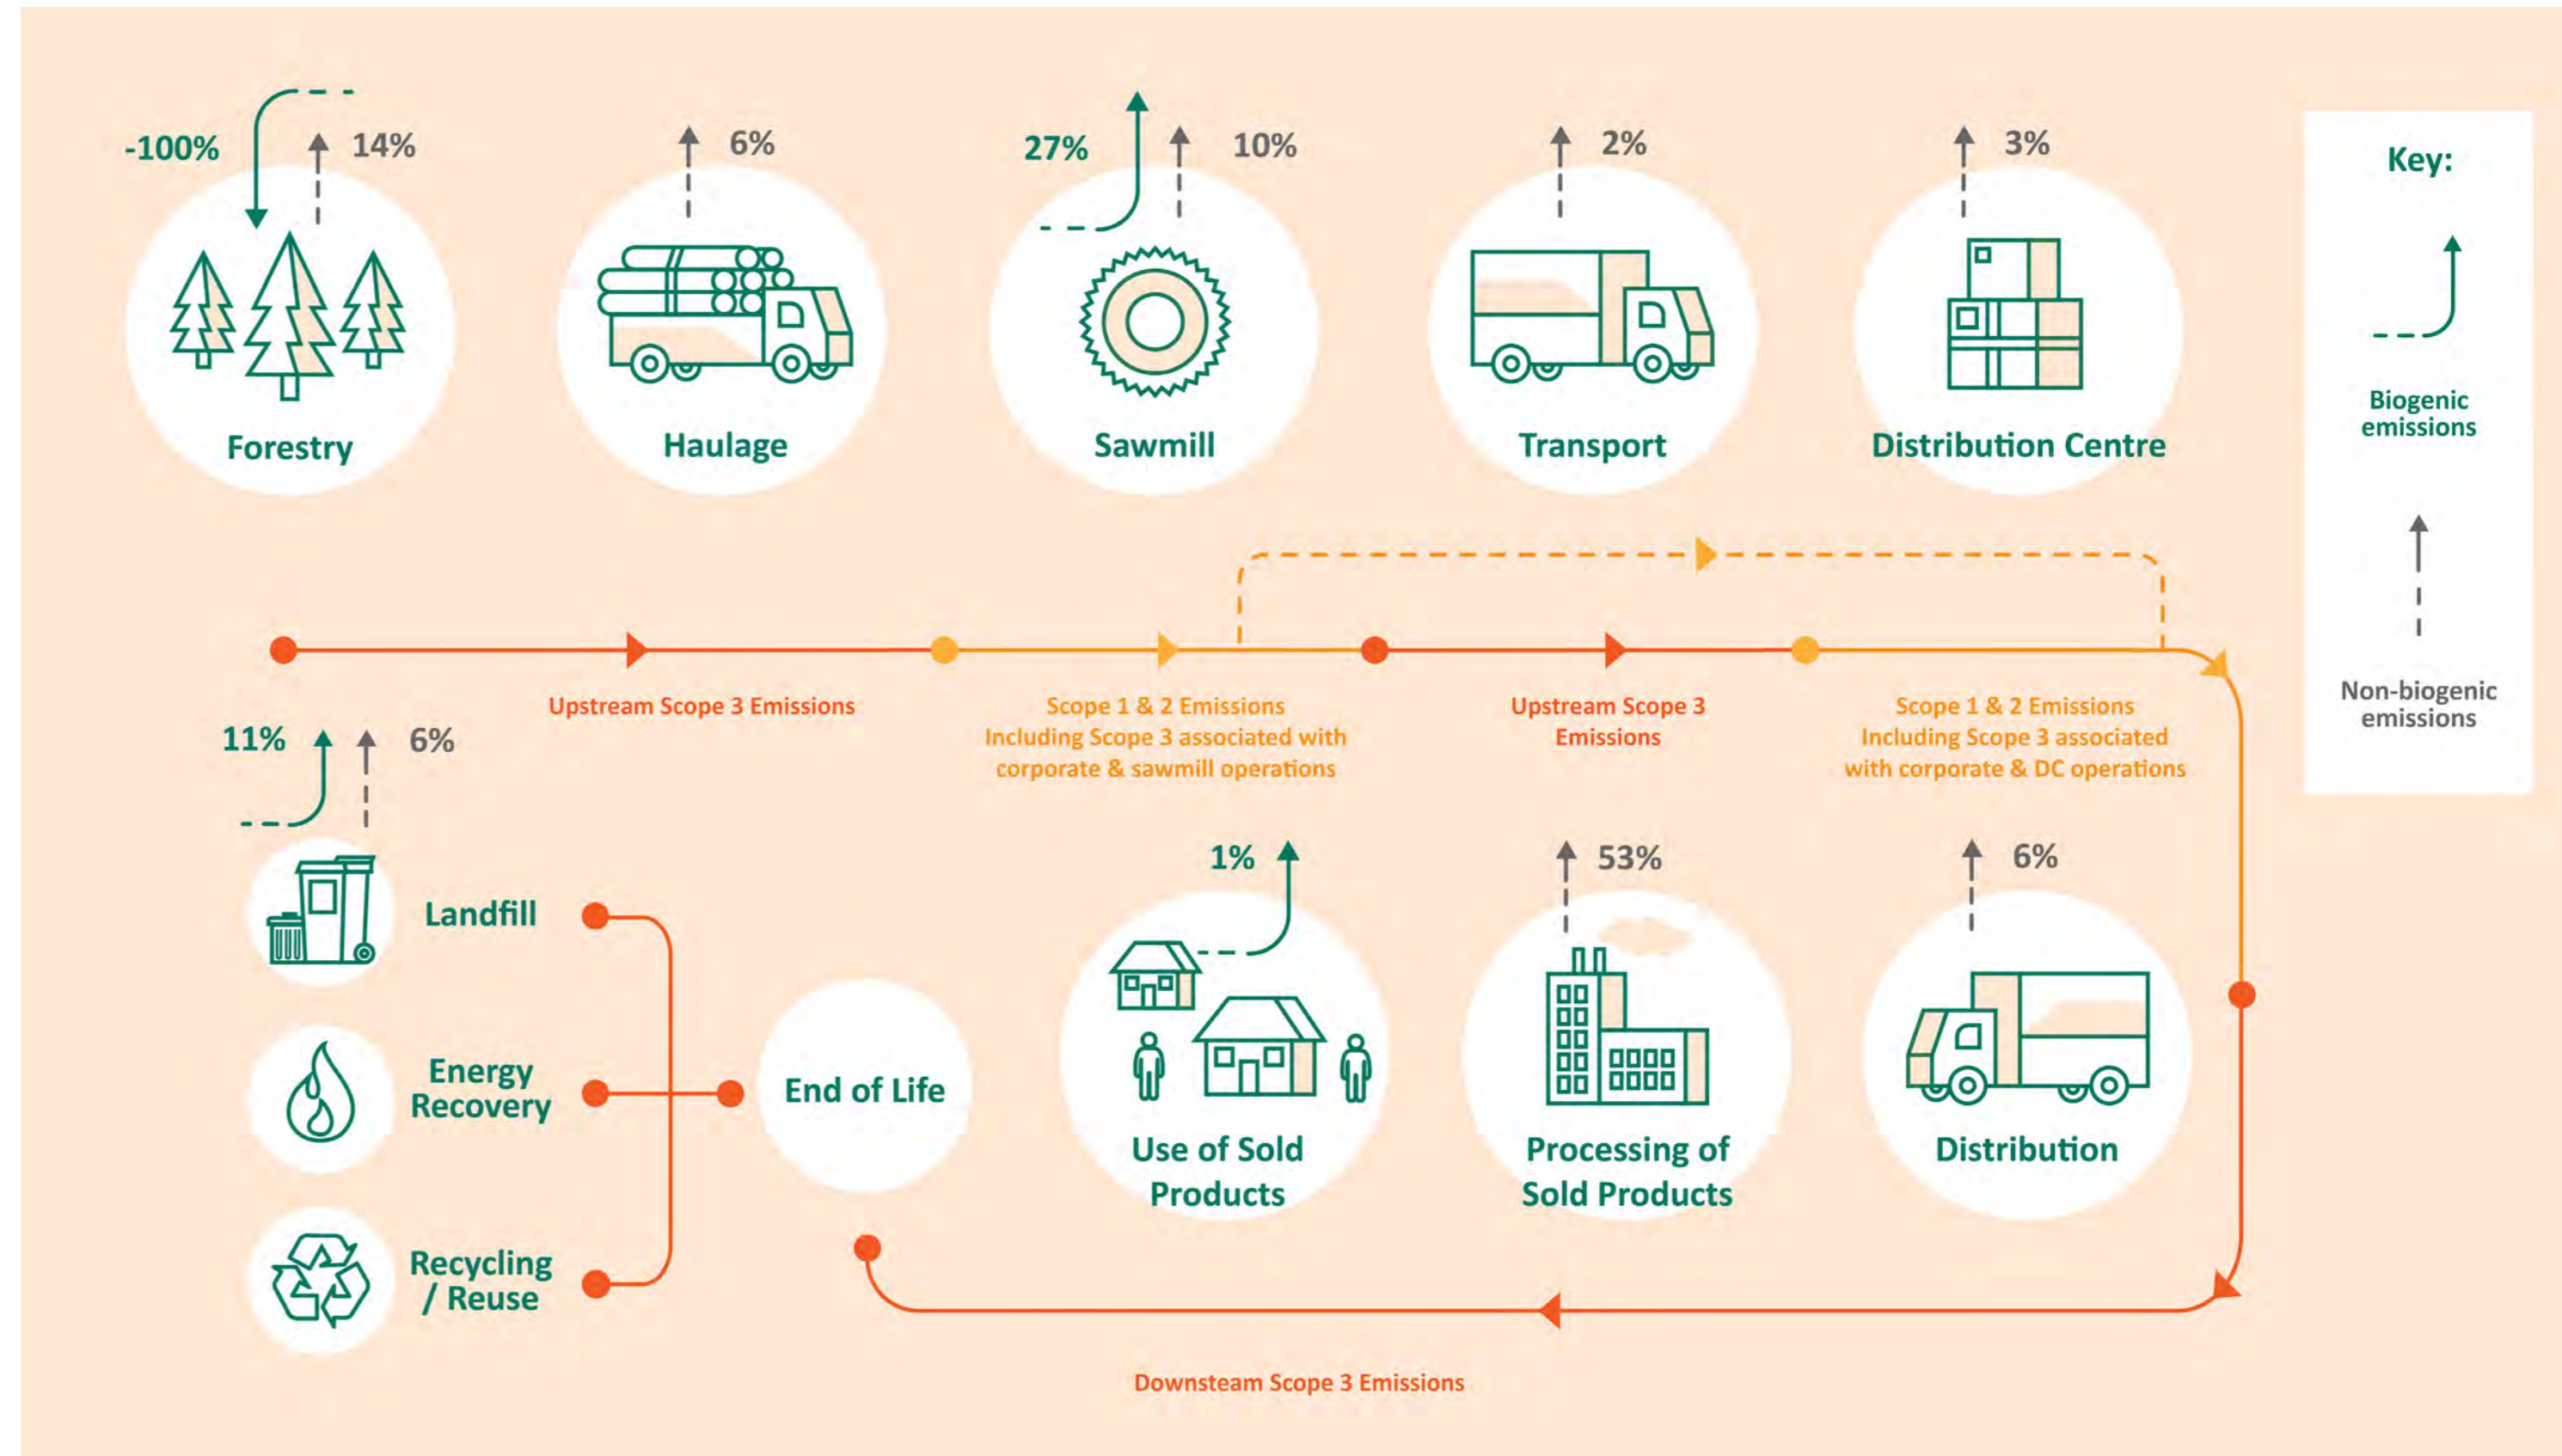 -100%
14%
6%
27%
10%
2%
3%
Forestry
Haulage
Sawmill
Transport
Distribution Centre
Key:
Biogenic
emissions
Non-biogenic
emissions
Upstream Scope 3 Emissions
Scope 1 & 2 Emissions
Including Scope 3 associated with
corporate & sawmill operations
Upstream Scope 3
Emissions
Scope 1 & 2 Emissions
Including Scope 3 associated
with corporate & DC operations
11%
6%
Landfill
Energy
Recovery
Recycling
/ Reuse
End of Life
1%
Use of Sold
Products
53%
Processing of
Sold Products
6%
Distribution
Downsteam Scope 3 Emissions